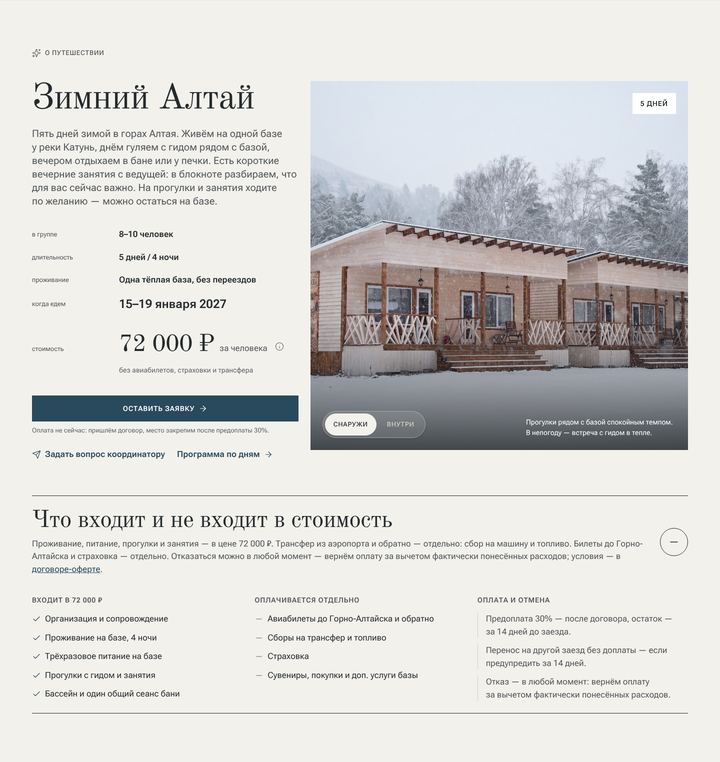 О ПУТЕШЕСТВИИ
Зимний Алтай
Пять дней зимой в горах Алтая. Живём на одной базе
у реки Катунь, днём гуляем с гидом рядом с базой,
вечером отдыхаем в бане или у печки. Есть короткие
вечерние занятия с ведущей: в блокноте разбираем, что
для вас сейчас важно. На прогулки и занятия ходите
по желанию — можно остаться на базе.
в группе
8–10 человек
длительность
5 дней / 4 ночи
проживание
Одна тёплая база, без переездов
когда едем
15–19 января 2027
стоимость
72 000 ₽ за человека
без авиабилетов, страховки и трансфера
ОСТАВИТЬ ЗАЯВКУ →
Оплата не сейчас: пришлём договор, место закрепим после предоплаты 30%.
Задать вопрос координатору
Программа по дням →
5 ДНЕЙ
СНАРУЖИ
ВНУТРИ
Прогулки рядом с базой спокойным темпом.
В непогоду — встреча с гидом в тепле.
Что входит и не входит в стоимость
Проживание, питание, прогулки и занятия — в цене 72 000 ₽. Трансфер из аэропорта и обратно — отдельно: сбор на машину и топливо. Билеты до Горно-
Алтайска и страховка — отдельно. Отказаться можно в любой момент — вернём оплату за вычетом фактически понесённых расходов; условия — в
договоре-оферте.
ВХОДИТ В 72 000 ₽
Организация и сопровождение
Проживание на базе, 4 ночи
Трёхразовое питание на базе
Прогулки с гидом и занятия
Бассейн и один общий сеанс бани
ОПЛАЧИВАЕТСЯ ОТДЕЛЬНО
— Авиабилеты до Горно-Алтайска и обратно
— Сборы на трансфер и топливо
— Страховка
— Сувениры, покупки и доп. услуги базы
ОПЛАТА И ОТМЕНА
Предоплата 30% — после договора, остаток —
за 14 дней до заезда.
Перенос на другой заезд без доплаты — если
предупредить за 14 дней.
Отказ — в любой момент: вернём оплату
за вычетом фактически понесённых расходов.